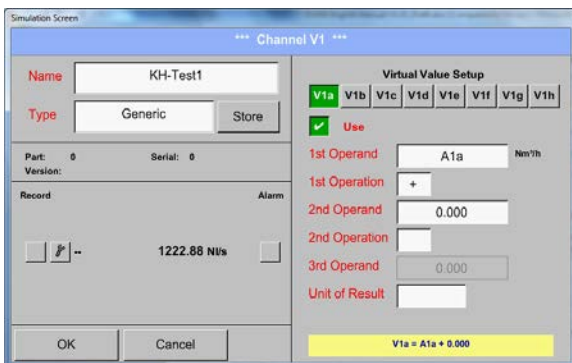 Simulation Screen
*** Channel V1 ***
Name
KH-Test1
Type
Generic
Store
Part: 0 Serial: 0
Version:
Record Alarm
--
1222.88 Nl/s
OK
Cancel
Virtual Value Setup
V1a V1b V1c V1d V1e V1f V1g V1h
Use
1st Operand A1a Nm³/h
1st Operation +
2nd Operand 0.000
2nd Operation
3rd Operand 0.000
Unit of Result
V1a = A1a + 0.000